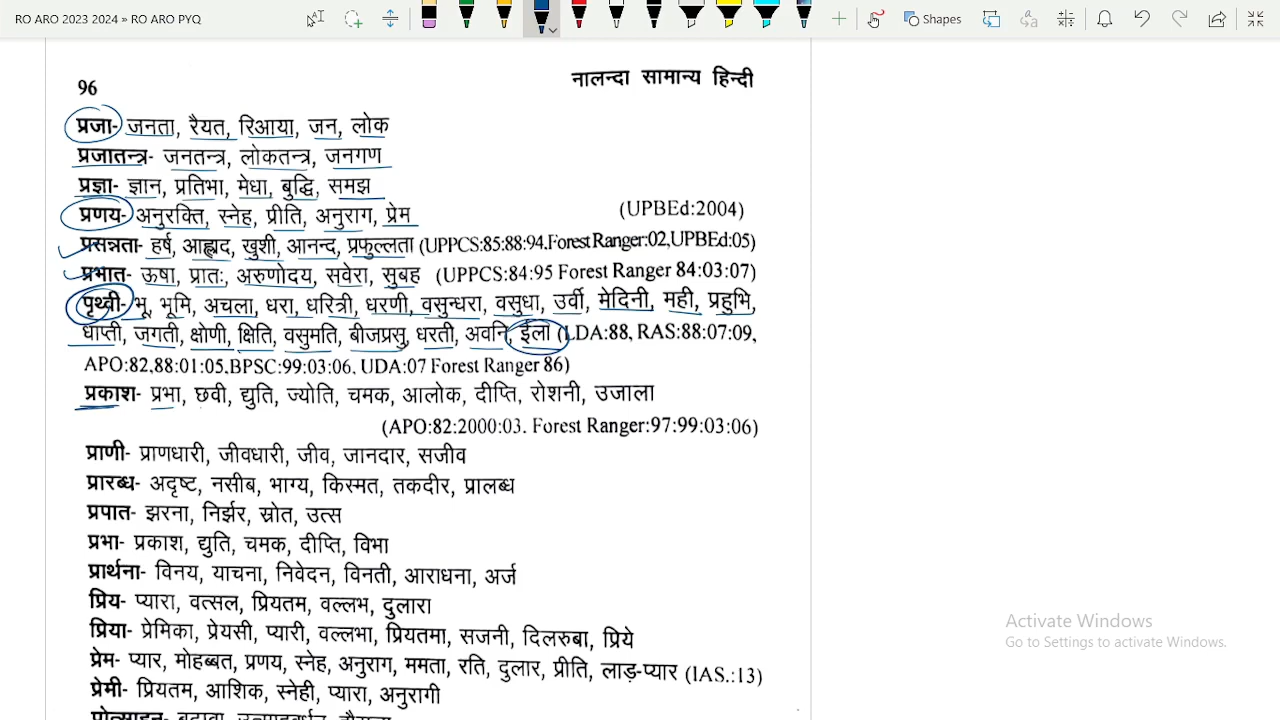 RO ARO 2023 2024 » RO ARO PYQ
Shapes
96
नालन्दा सामान्य हिन्दी
प्रजा- जनता, रैयत, रिआया, जन, लोक
प्रजातन्त्र- जनतन्त्र, लोकतन्त्र, जनगण
प्रज्ञा- ज्ञान, प्रतिभा, मेधा, बुद्धि, समझ
प्रणय- अनुरक्ति, स्नेह, प्रीति, अनुराग, प्रेम (UPBEd:2004)
प्रसन्नता- हर्ष, आह्लाद, खुशी, आनन्द, प्रफुल्लता (UPPCS:85:88:94.Forest Ranger:02,UPBEd:05)
प्रभात- ऊषा, प्रातः, अरुणोदय, सवेरा, सुबह (UPPCS:84:95 Forest Ranger 84:03:07)
पृथ्वी- भू, भूमि, अचला, धरा, धरित्री, धरणी, वसुन्धरा, वसुधा, उर्वी, मेदिनी, मही, प्रहुभि,
धाप्ती, जगती, क्षोणी, क्षिति, वसुमति, बीजप्रसु, धरती, अवनि, ईला (LDA:88, RAS:88:07:09,
APO:82,88:01:05.BPSC:99:03:06, UDA:07 Forest Ranger 86)
प्रकाश- प्रभा, छवी, द्युति, ज्योति, चमक, आलोक, दीप्ति, रोशनी, उजाला
(APO:82:2000:03. Forest Ranger:97:99:03:06)
प्राणी- प्राणधारी, जीवधारी, जीव, जानदार, सजीव
प्रारब्ध- अदृष्ट, नसीब, भाग्य, किस्मत, तकदीर, प्रालब्ध
प्रपात- झरना, निर्झर, स्रोत, उत्स
प्रभा- प्रकाश, द्युति, चमक, दीप्ति, विभा
प्रार्थना- विनय, याचना, निवेदन, विनती, आराधना, अर्ज
प्रिय- प्यारा, वत्सल, प्रियतम, वल्लभ, दुलारा
प्रिया- प्रेमिका, प्रेयसी, प्यारी, वल्लभा, प्रियतमा, सजनी, दिलरुबा, प्रिये
प्रेम- प्यार, मोहब्बत, प्रणय, स्नेह, अनुराग, ममता, रति, दुलार, प्रीति, लाड़-प्यार (IAS.:13)
प्रेमी- प्रियतम, आशिक, स्नेही, प्यारा, अनुरागी
Activate Windows
Go to Settings to activate Windows.